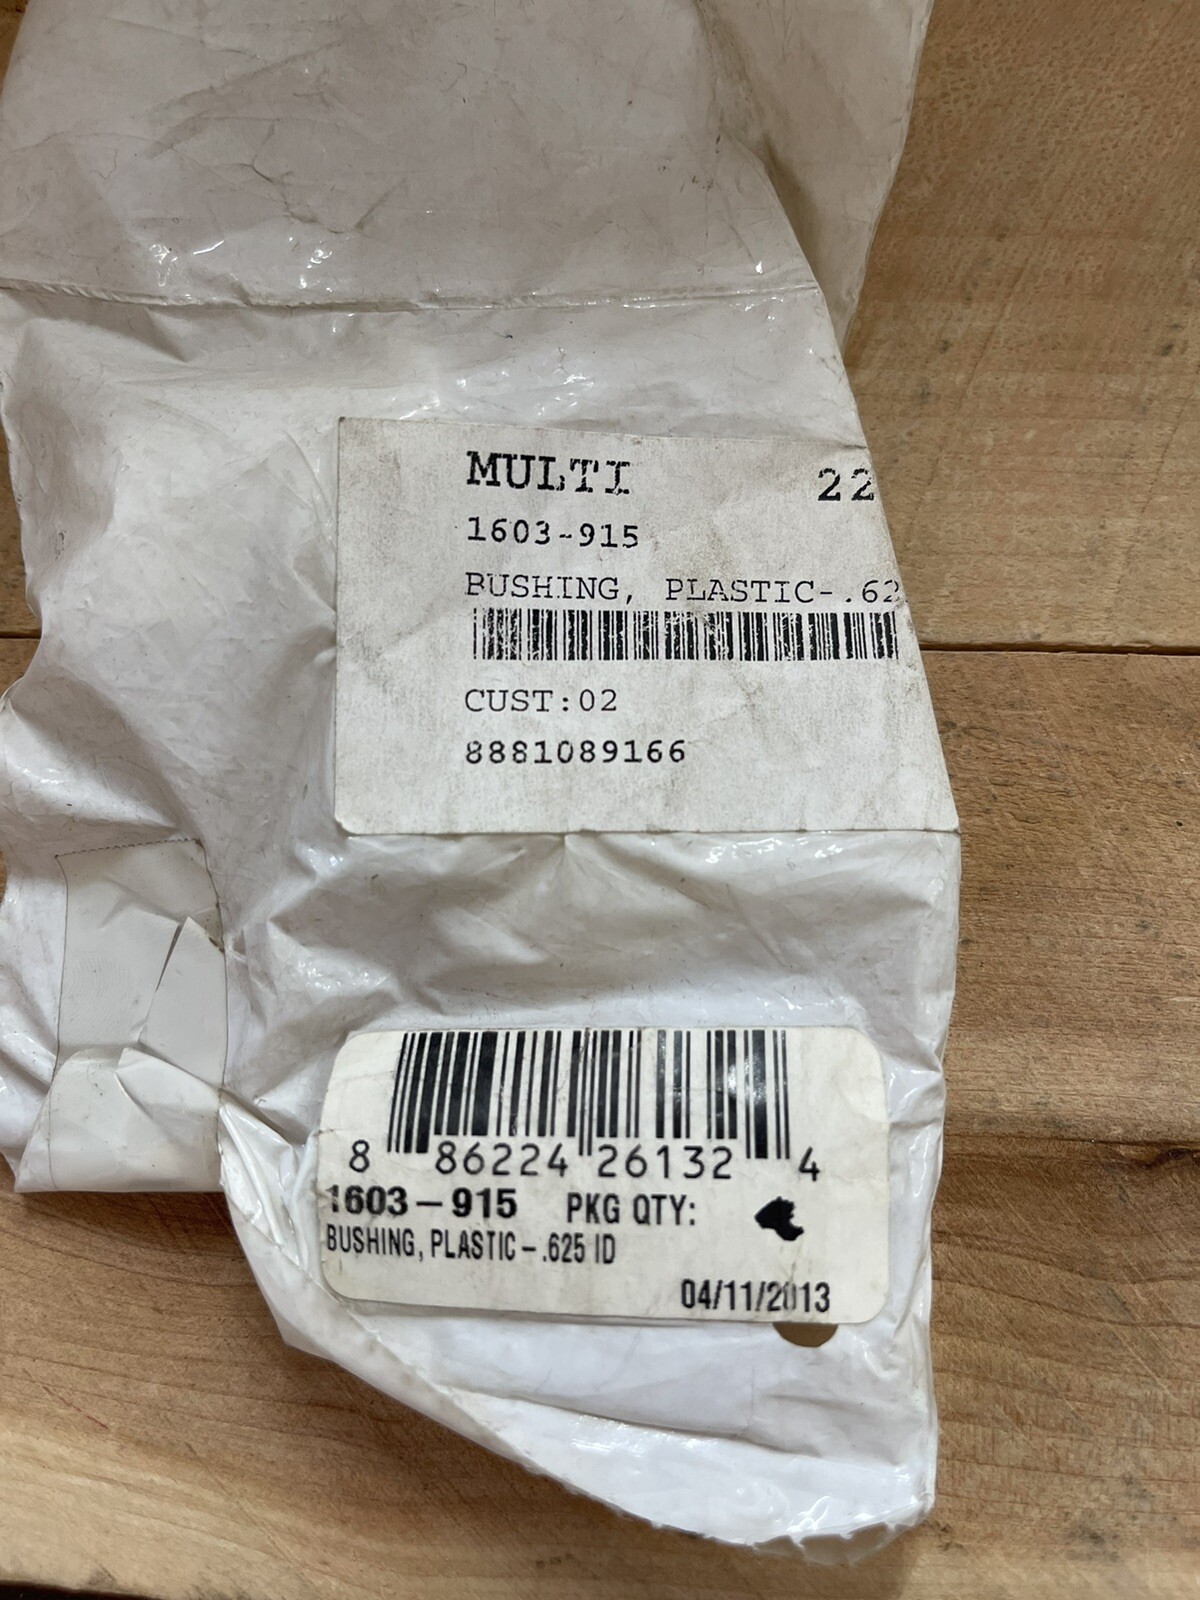 MULTI 22
1603-915
BUSHING, PLASTIC-.62
CUST:02
8881089166
8 86224 26132 4
1603-915 PKG QTY:
BUSHING, PLASTIC-.625 ID
04/11/2013